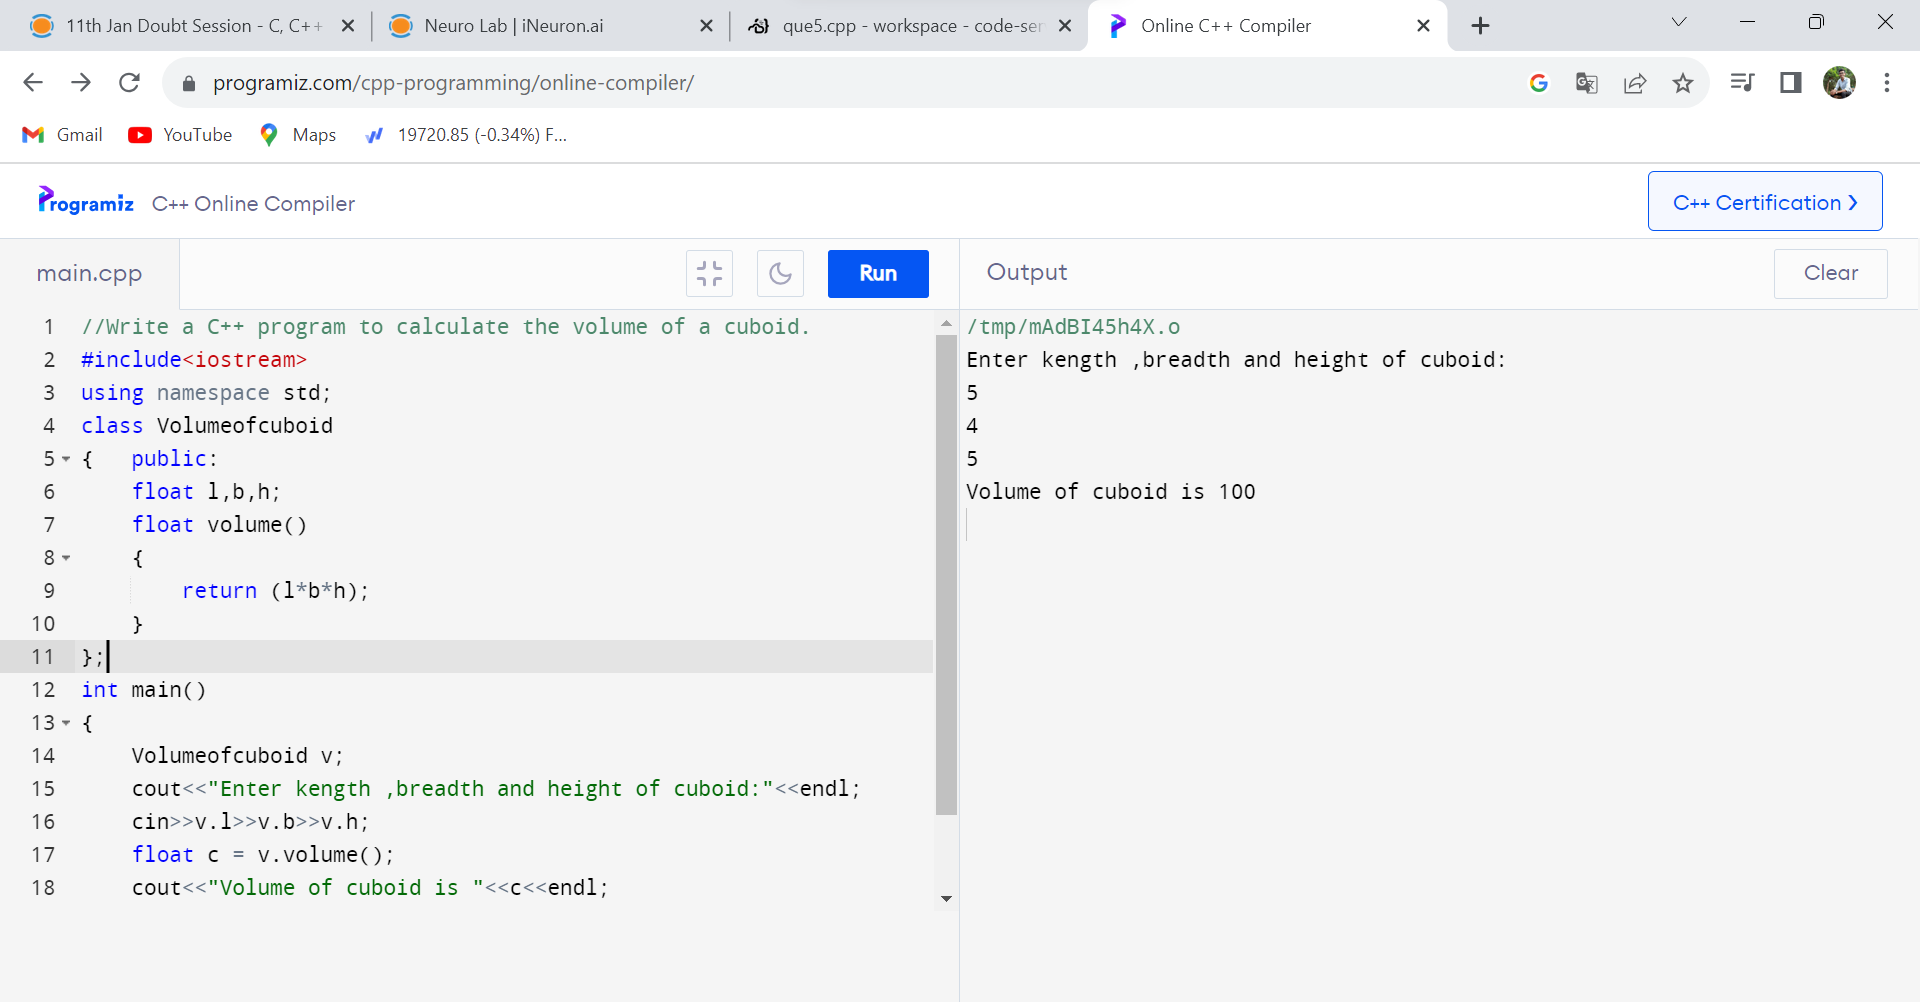 11th Jan Doubt Session - C, C++
Neuro Lab | iNeuron.ai
que5.cpp - workspace - code-ser
Online C++ Compiler
programiz.com/cpp-programming/online-compiler/
Gmail
YouTube
Maps
19720.85 (-0.34%) F...
Programiz
C++ Online Compiler
C++ Certification ❯
main.cpp
Run
Output
Clear
1 //Write a C++ program to calculate the volume of a cuboid.
2 #include<iostream>
3 using namespace std;
4 class Volumeofcuboid
5 {   public:
6     float l,b,h;
7     float volume()
8     {
9         return (l*b*h);
10     }
11 };
12 int main()
13 {
14     Volumeofcuboid v;
15     cout<<"Enter kength ,breadth and height of cuboid:"<<endl;
16     cin>>v.l>>v.b>>v.h;
17     float c = v.volume();
18     cout<<"Volume of cuboid is "<<c<<endl;
/tmp/mAdBI45h4X.o
Enter kength ,breadth and height of cuboid:
5
4
5
Volume of cuboid is 100